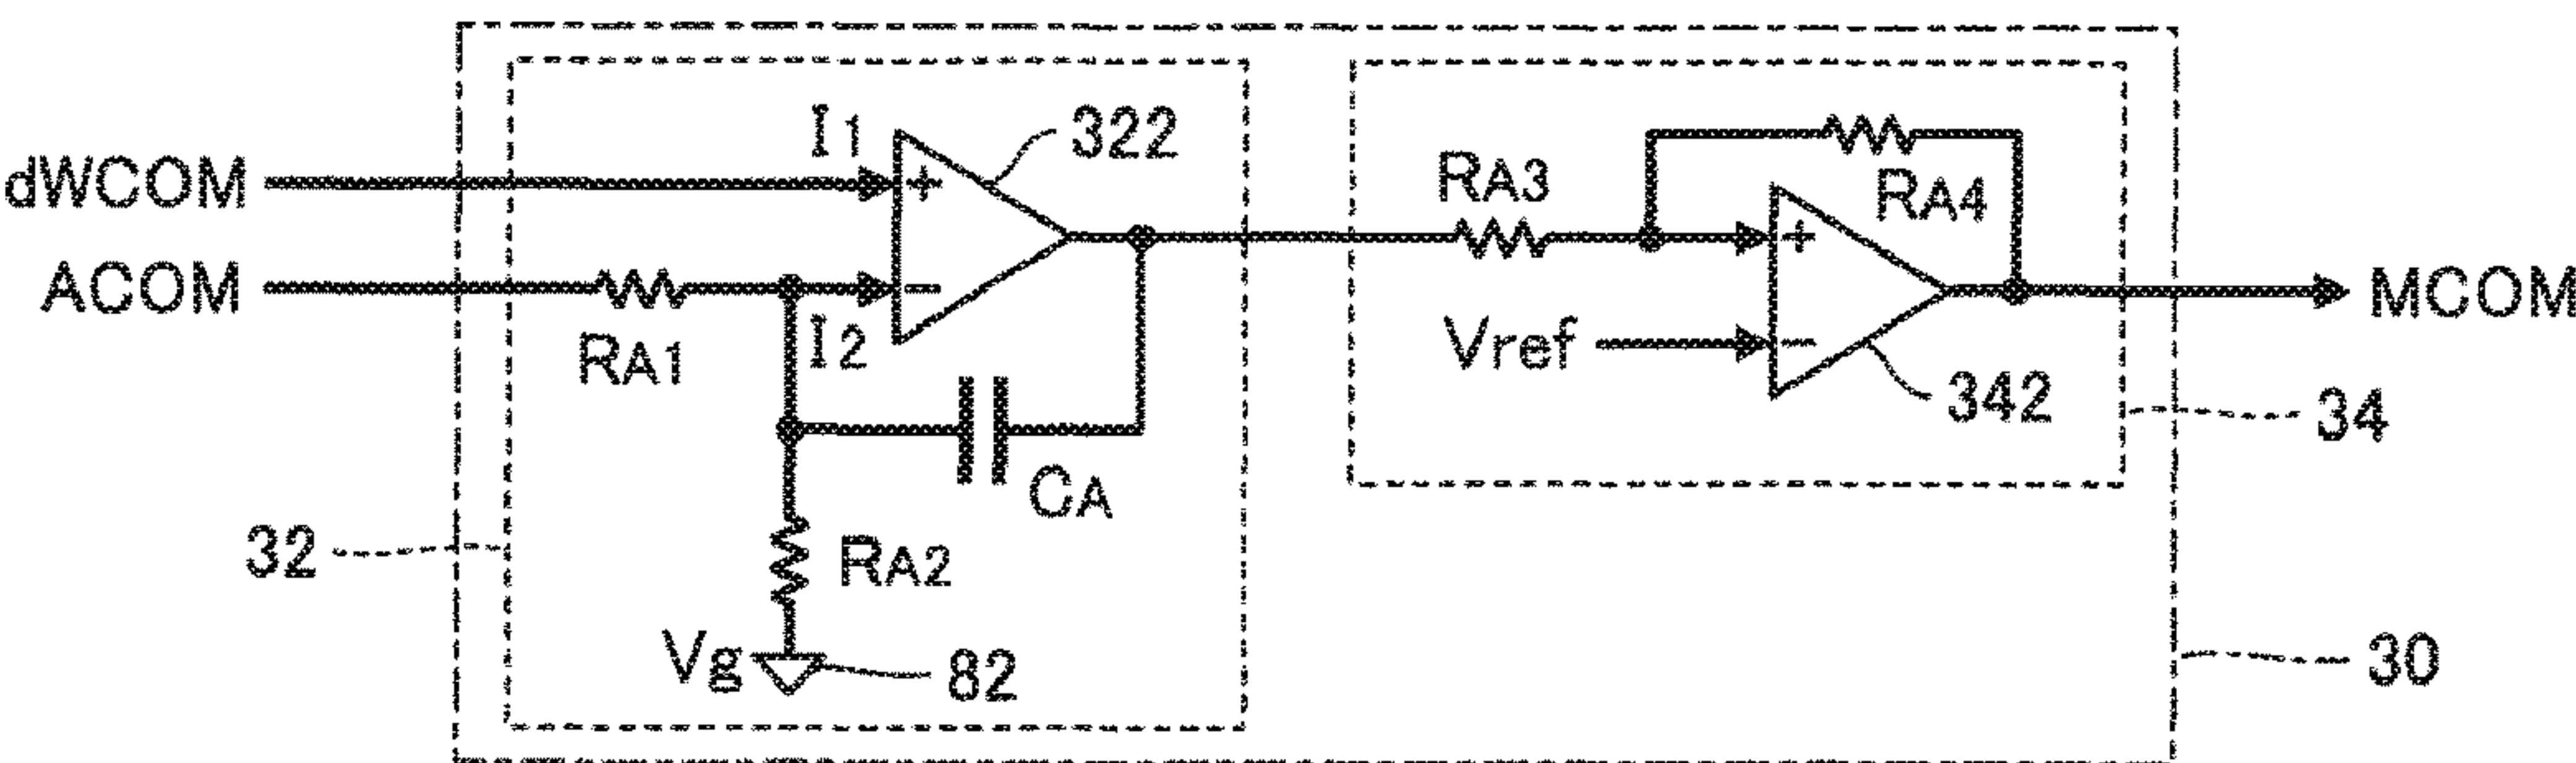 dWCOM
ACOM
I1
+
322
RA1
I2
-
CA
RA2
Vg
82
32
RA3
RA4
+
Vref
-
342
MCOM
34
30